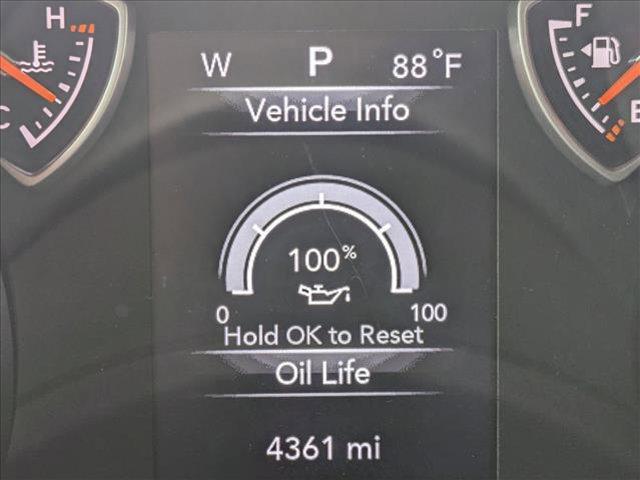 H
F
W P 88°F
Vehicle Info
C
E
100%
0 100
Hold OK to Reset
Oil Life
4361 mi